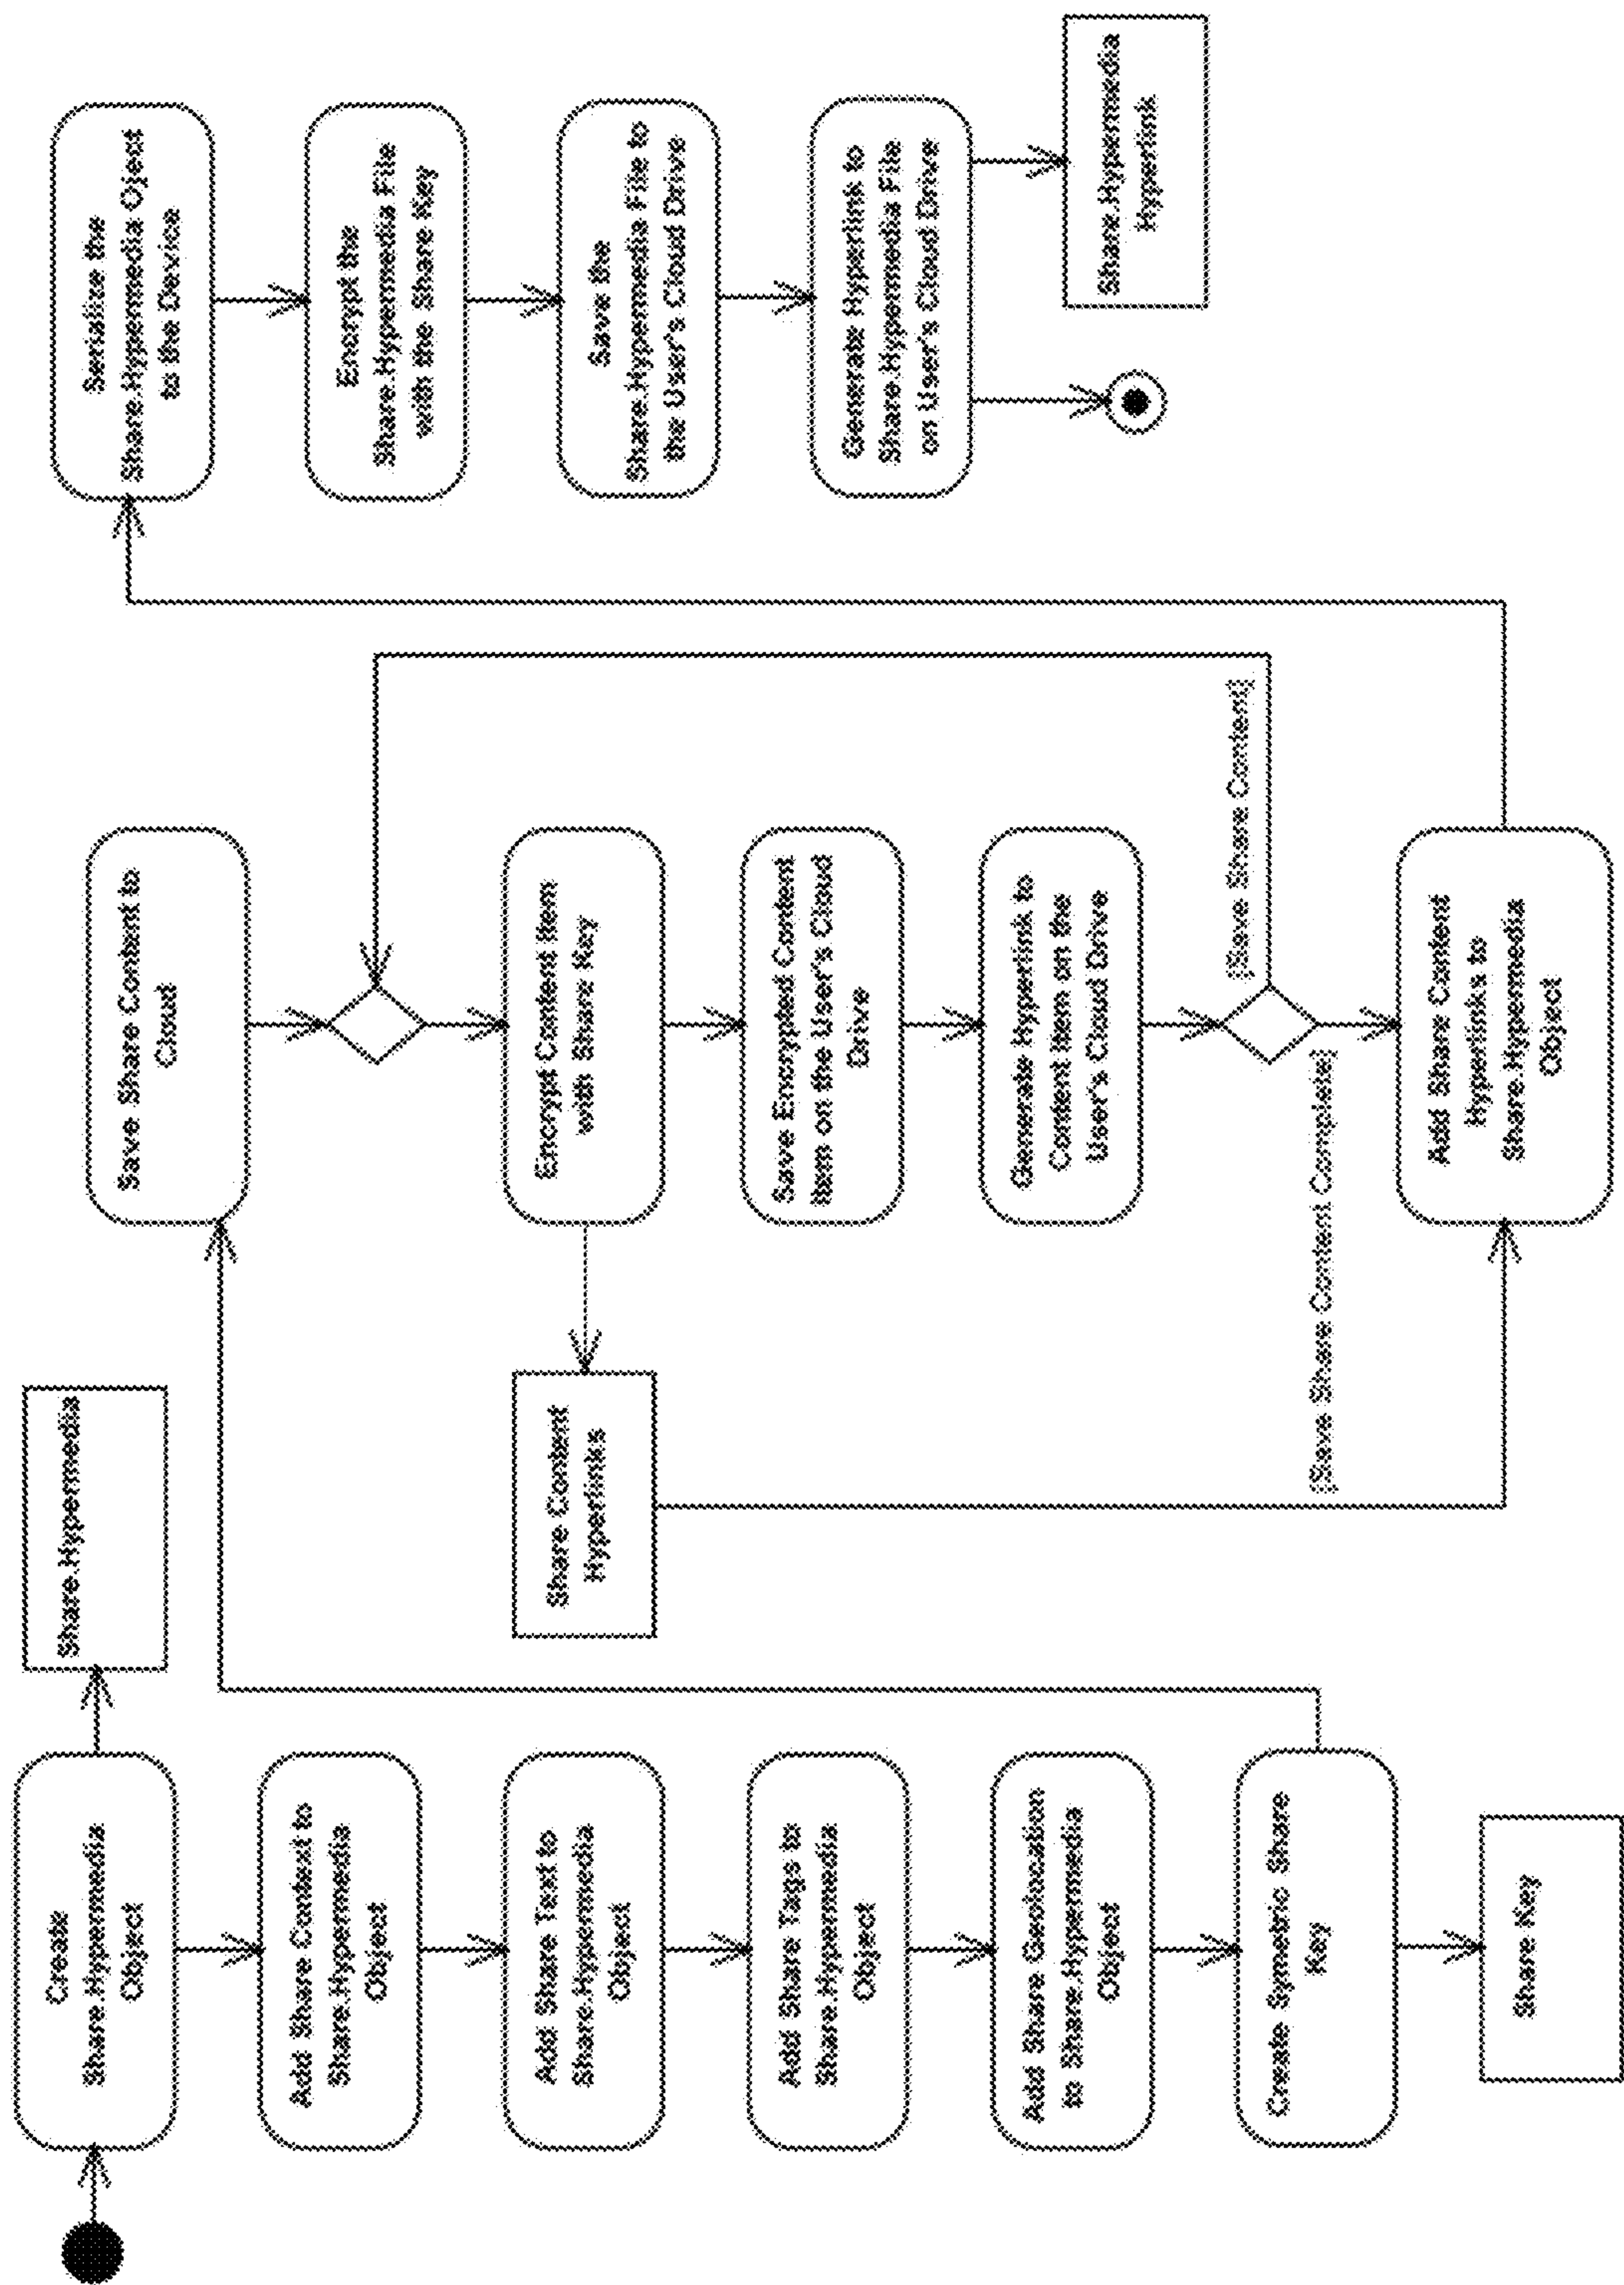 Create
Share.Hypermedia
Object
Share.Hypermedia
Add Share Context to
Share.Hypermedia
Object
Add Share Text to
Share.Hypermedia
Object
Add Share Tags to
Share.Hypermedia
Object
Add Share Geolocation
to Share.Hypermedia
Object
Create Symetric Share
Key
Share Key
Save Share Content to
Cloud
Encrypt Content Item
with Share Key
Share Content
Hyperlinks
Save Encrypted Content
Item on the User's Cloud
Drive
Generate Hyperlink to
Content Item on the
User's Cloud Drive
[Save Share Content]
[Save Share Content Complete]
Add Share Content
Hyperlinks to
Share.Hypermedia
Object
Serialize the
Share.Hypermedia Oject
to the Device
Encrypt the
Share.Hypermedia File
with the Share Key
Save the
Share.Hypermedia File to
the User's Cloud Drive
Generate Hyperlink to
Share.Hypermedia File
on User's Cloud Drive
Share.Hypermedia
Hyperlink